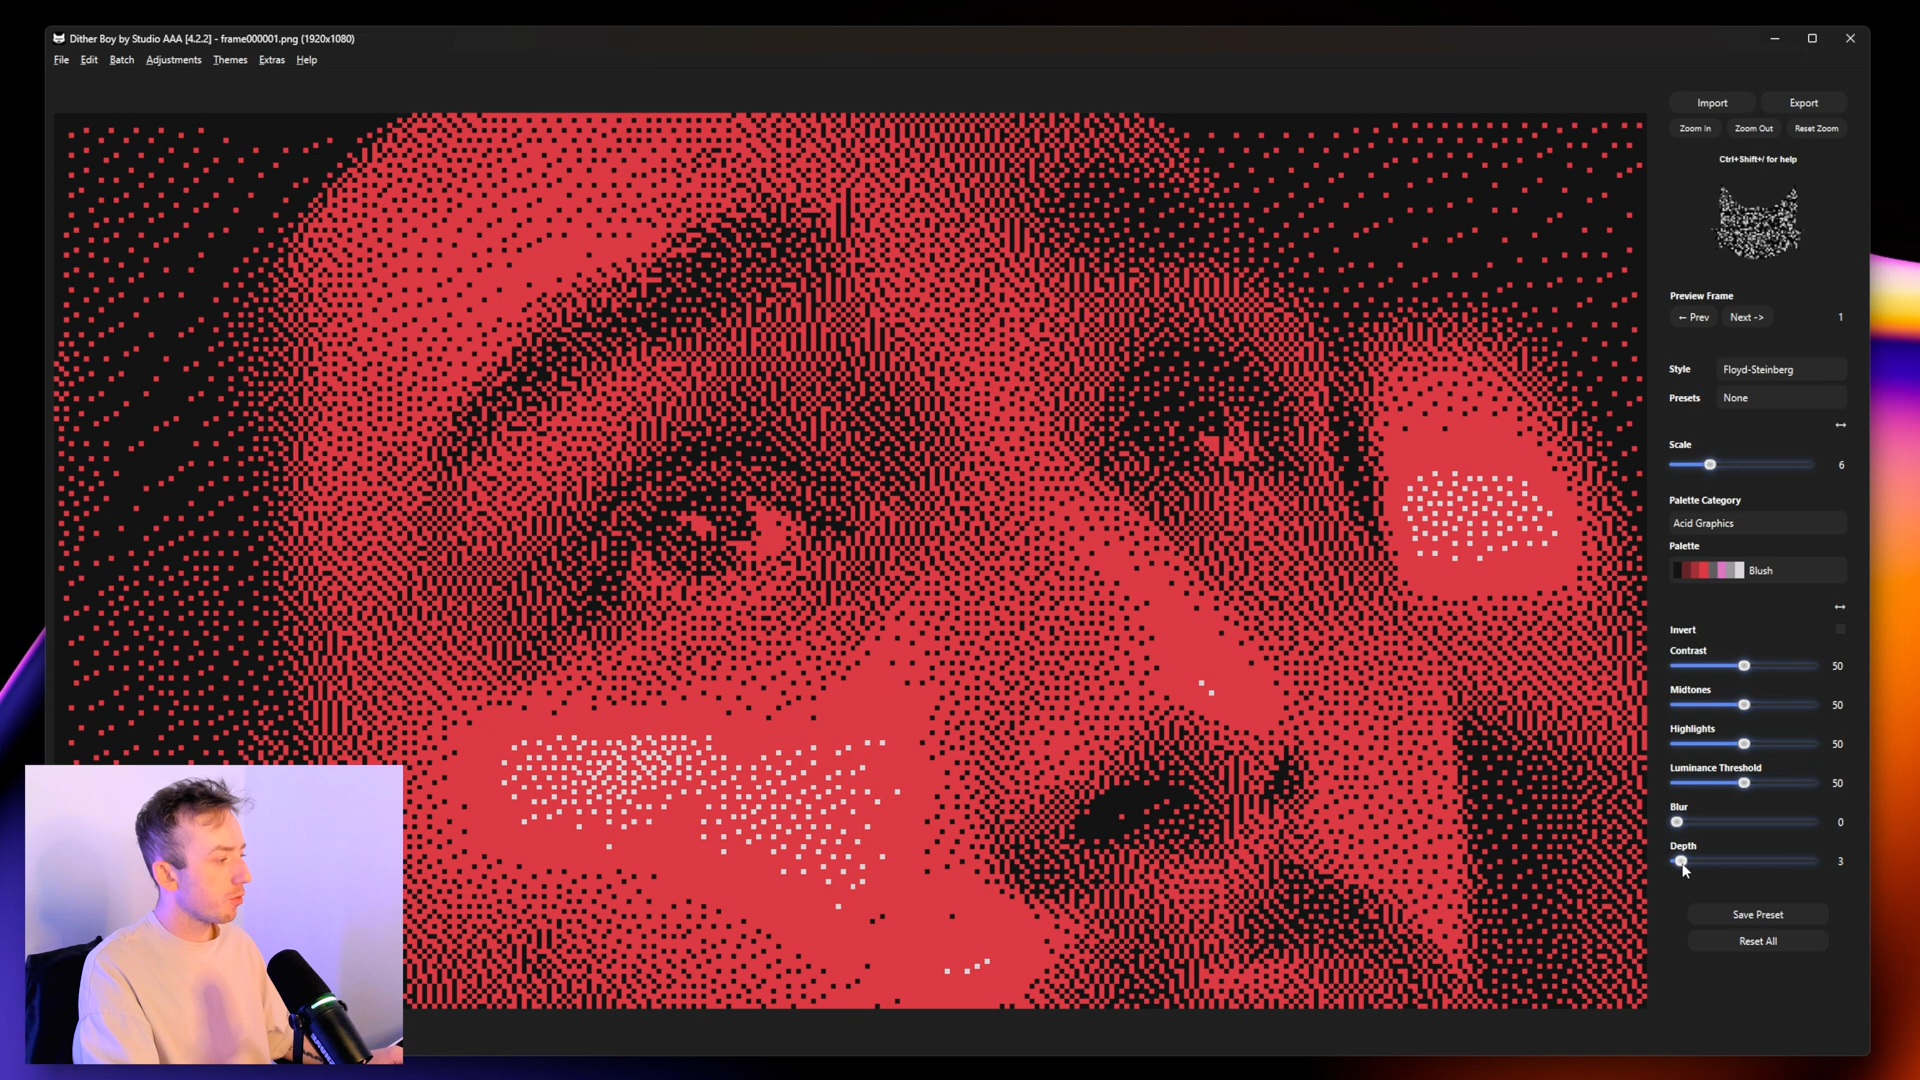 Dither Boy by Studio AAA [4.2.2] - frame000001.png (1920x1080)
File Edit Batch Adjustments Themes Extras Help
Import Export
Zoom In Zoom Out Reset Zoom
Ctrl+Shift+/ for help
Preview Frame
← Prev Next -> 1
Style Floyd-Steinberg
Presets None
Scale
6
Palette Category
Acid Graphics
Palette
Blush
Invert
Contrast
50
Midtones
50
Highlights
50
Luminance Threshold
50
Blur
0
Depth
3
Save Preset
Reset All